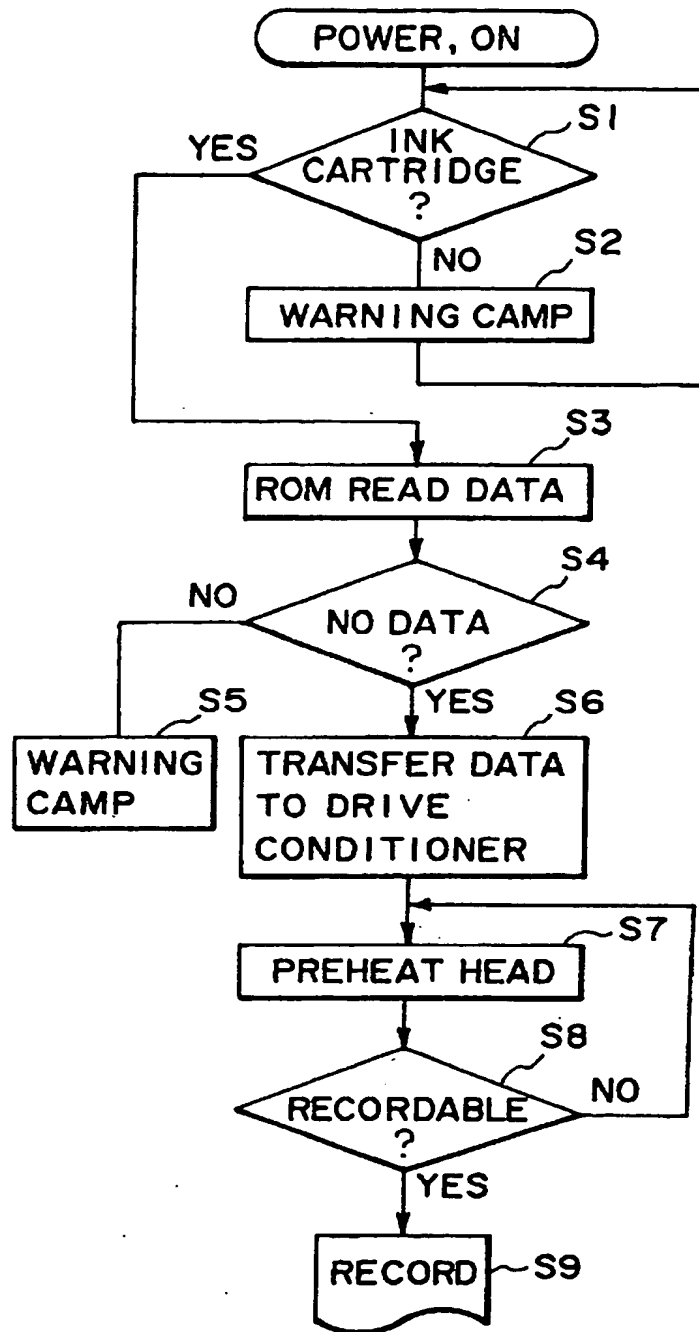 POWER, ON
S1
YES
INK
CARTRIDGE
?
NO
S2
WARNING CAMP
S3
ROM READ DATA
S4
NO
NO DATA
?
YES
S5
S6
WARNING
CAMP
TRANSFER DATA
TO DRIVE
CONDITIONER
S7
PREHEAT HEAD
S8
NO
RECORDABLE
?
YES
RECORD
S9